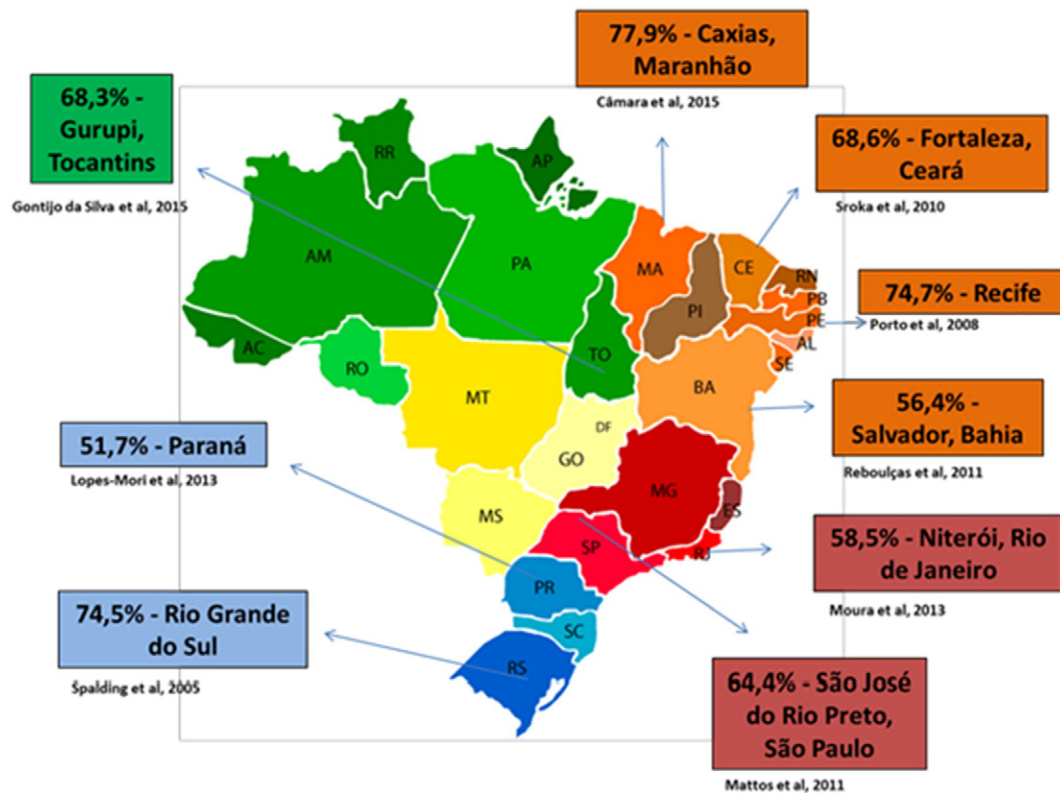 77,9% - Caxias,
Maranhão
Câmara et al, 2015
68,3% -
Gurupi,
Tocantins
Gontijo da Silva et al, 2015
68,6% - Fortaleza,
Ceará
Sroka et al, 2010
74,7% - Recife
Porto et al, 2008
56,4% -
Salvador, Bahia
Reboulças et al, 2011
51,7% - Paraná
Lopes-Mori et al, 2013
58,5% - Niterói, Rio
de Janeiro
Moura et al, 2013
74,5% - Rio Grande
do Sul
Špalding et al, 2005
64,4% - São José
do Rio Preto,
São Paulo
Mattos et al, 2011
RR
AP
AM
PA
MA
CE
RN
PB
PI
PE
AL
SE
AC
RO
TO
BA
MT
DF
GO
MG
ES
MS
SP
RJ
PR
SC
RS